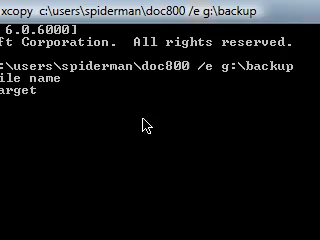 xcopy c:\users\spiderman\doc800 /e g:\backup
6.0.6000]
ft Corporation. All rights reserved.
:\users\spiderman\doc800 /e g:\backup
ile name
arget